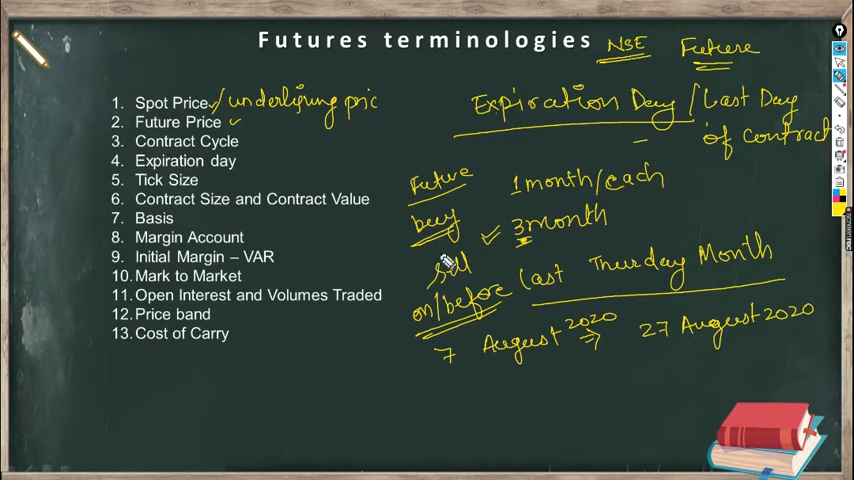 Futures terminologies
NSE Future
1. Spot Price / underlying pric
2. Future Price
3. Contract Cycle
4. Expiration day
5. Tick Size
6. Contract Size and Contract Value
7. Basis
8. Margin Account
9. Initial Margin – VAR
10. Mark to Market
11. Open Interest and Volumes Traded
12. Price band
13. Cost of Carry
Expiration Day / Last Day
of contract
Future 1 month/each
buy 3 month
sell
on/before last Thursday Month
7 August 2020 ⇒ 27 August 2020